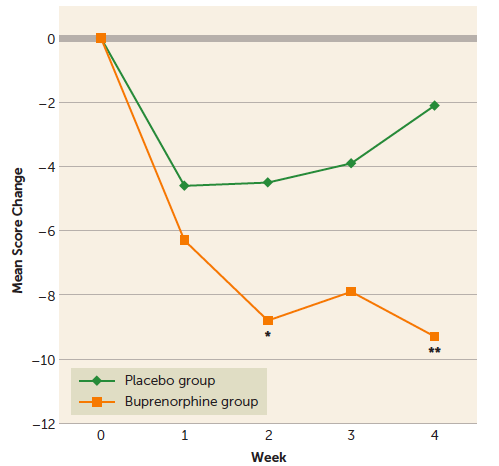 Mean Score Change
0
−2
−4
−6
−8
−10
−12
*
**
Placebo group
Buprenorphine group
0 1 2 3 4
Week